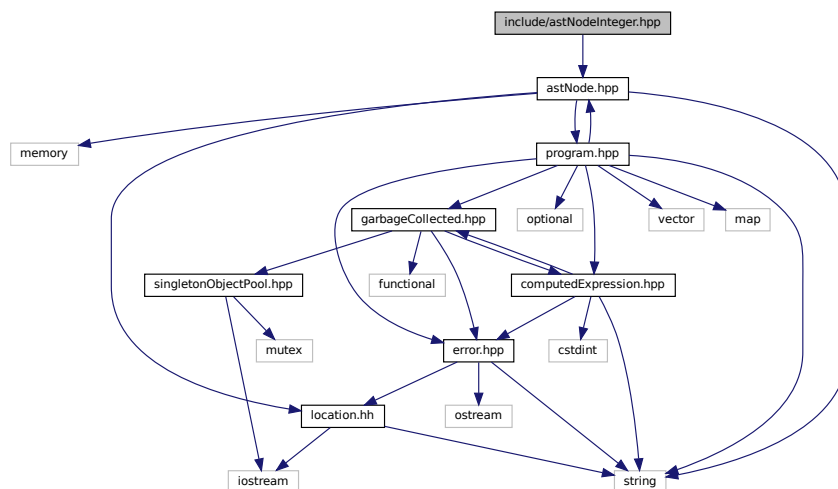 include/astNodeInteger.hpp
astNode.hpp
memory
program.hpp
garbageCollected.hpp
optional
vector
map
singletonObjectPool.hpp
functional
computedExpression.hpp
mutex
error.hpp
cstdint
location.hh
ostream
iostream
string